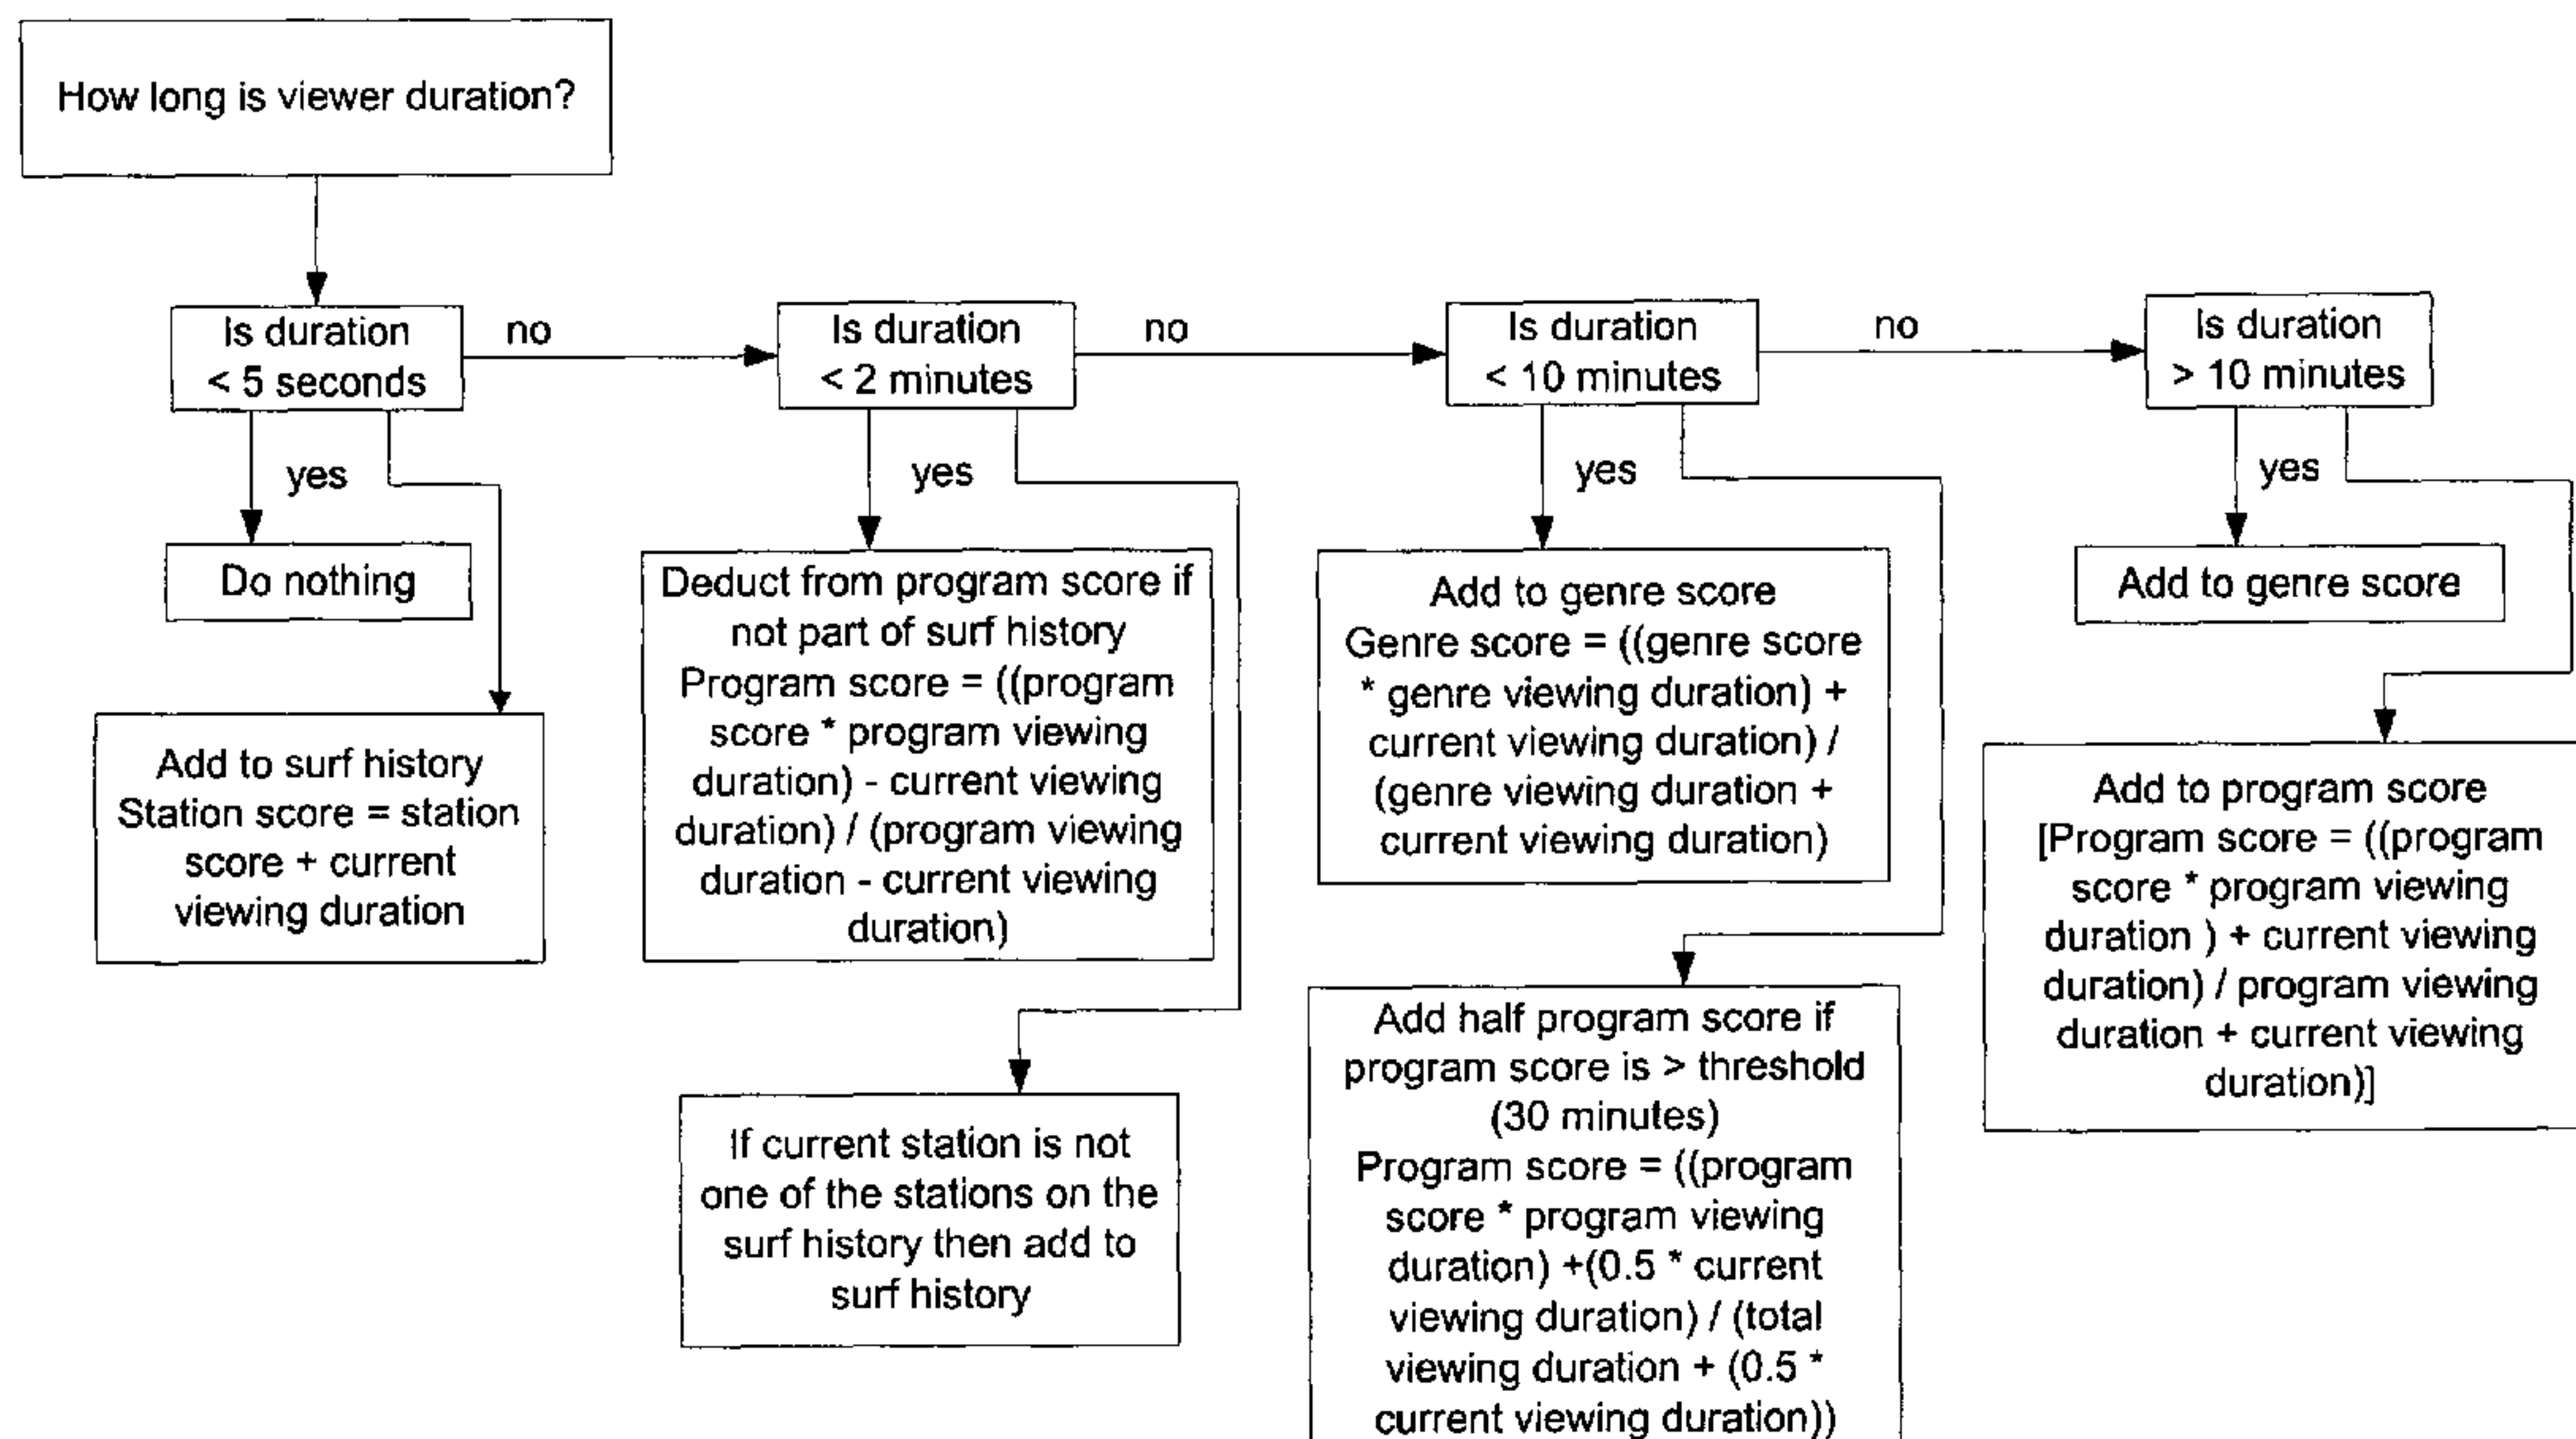 How long is viewer duration?
Is duration
< 5 seconds
no
Is duration
< 2 minutes
no
Is duration
< 10 minutes
no
Is duration
> 10 minutes
yes
yes
yes
yes
Do nothing
Add to surf history
Station score = station
score + current
viewing duration
Deduct from program score if
not part of surf history
Program score = ((program
score * program viewing
duration) - current viewing
duration) / (program viewing
duration - current viewing
duration)
If current station is not
one of the stations on the
surf history then add to
surf history
Add to genre score
Genre score = ((genre score
* genre viewing duration) +
current viewing duration) /
(genre viewing duration +
current viewing duration)
Add half program score if
program score is > threshold
(30 minutes)
Program score = ((program
score * program viewing
duration) +(0.5 * current
viewing duration) / (total
viewing duration + (0.5 *
current viewing duration))
Add to genre score
Add to program score
[Program score = ((program
score * program viewing
duration ) + current viewing
duration) / program viewing
duration + current viewing
duration)]